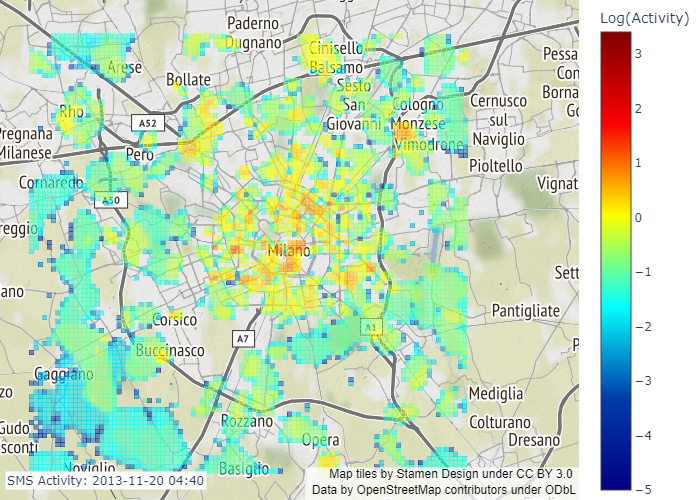 Log(Activity)
3
2
1
0
−1
−2
−3
−4
−5
Paderno
Dugnano
Cinisello
Balsamo
Arese
Bollate
Sesto
San
Giovanni
Cologno
Monzese
Cernusco
sul
Naviglio
Pessa
Con
Borna
Go
Rho
A52
Pregnana
Milanese
Pero
Vimodrone
Pioltello
Cornaredo
A50
Vignat
reggio
Milano
Sett
ano
Pantigliate
Corsico
A1
A7
Buccinasco
P
Gaggiano
zo
Mediglia
Rozzano
Colturano
Gudo
sconti
Opera
Dresano
Noviglio
Basiglio
SMS Activity: 2013-11-20 04:40
Map tiles by Stamen Design under CC BY 3.0
Data by OpenStreetMap contributors under ODbL